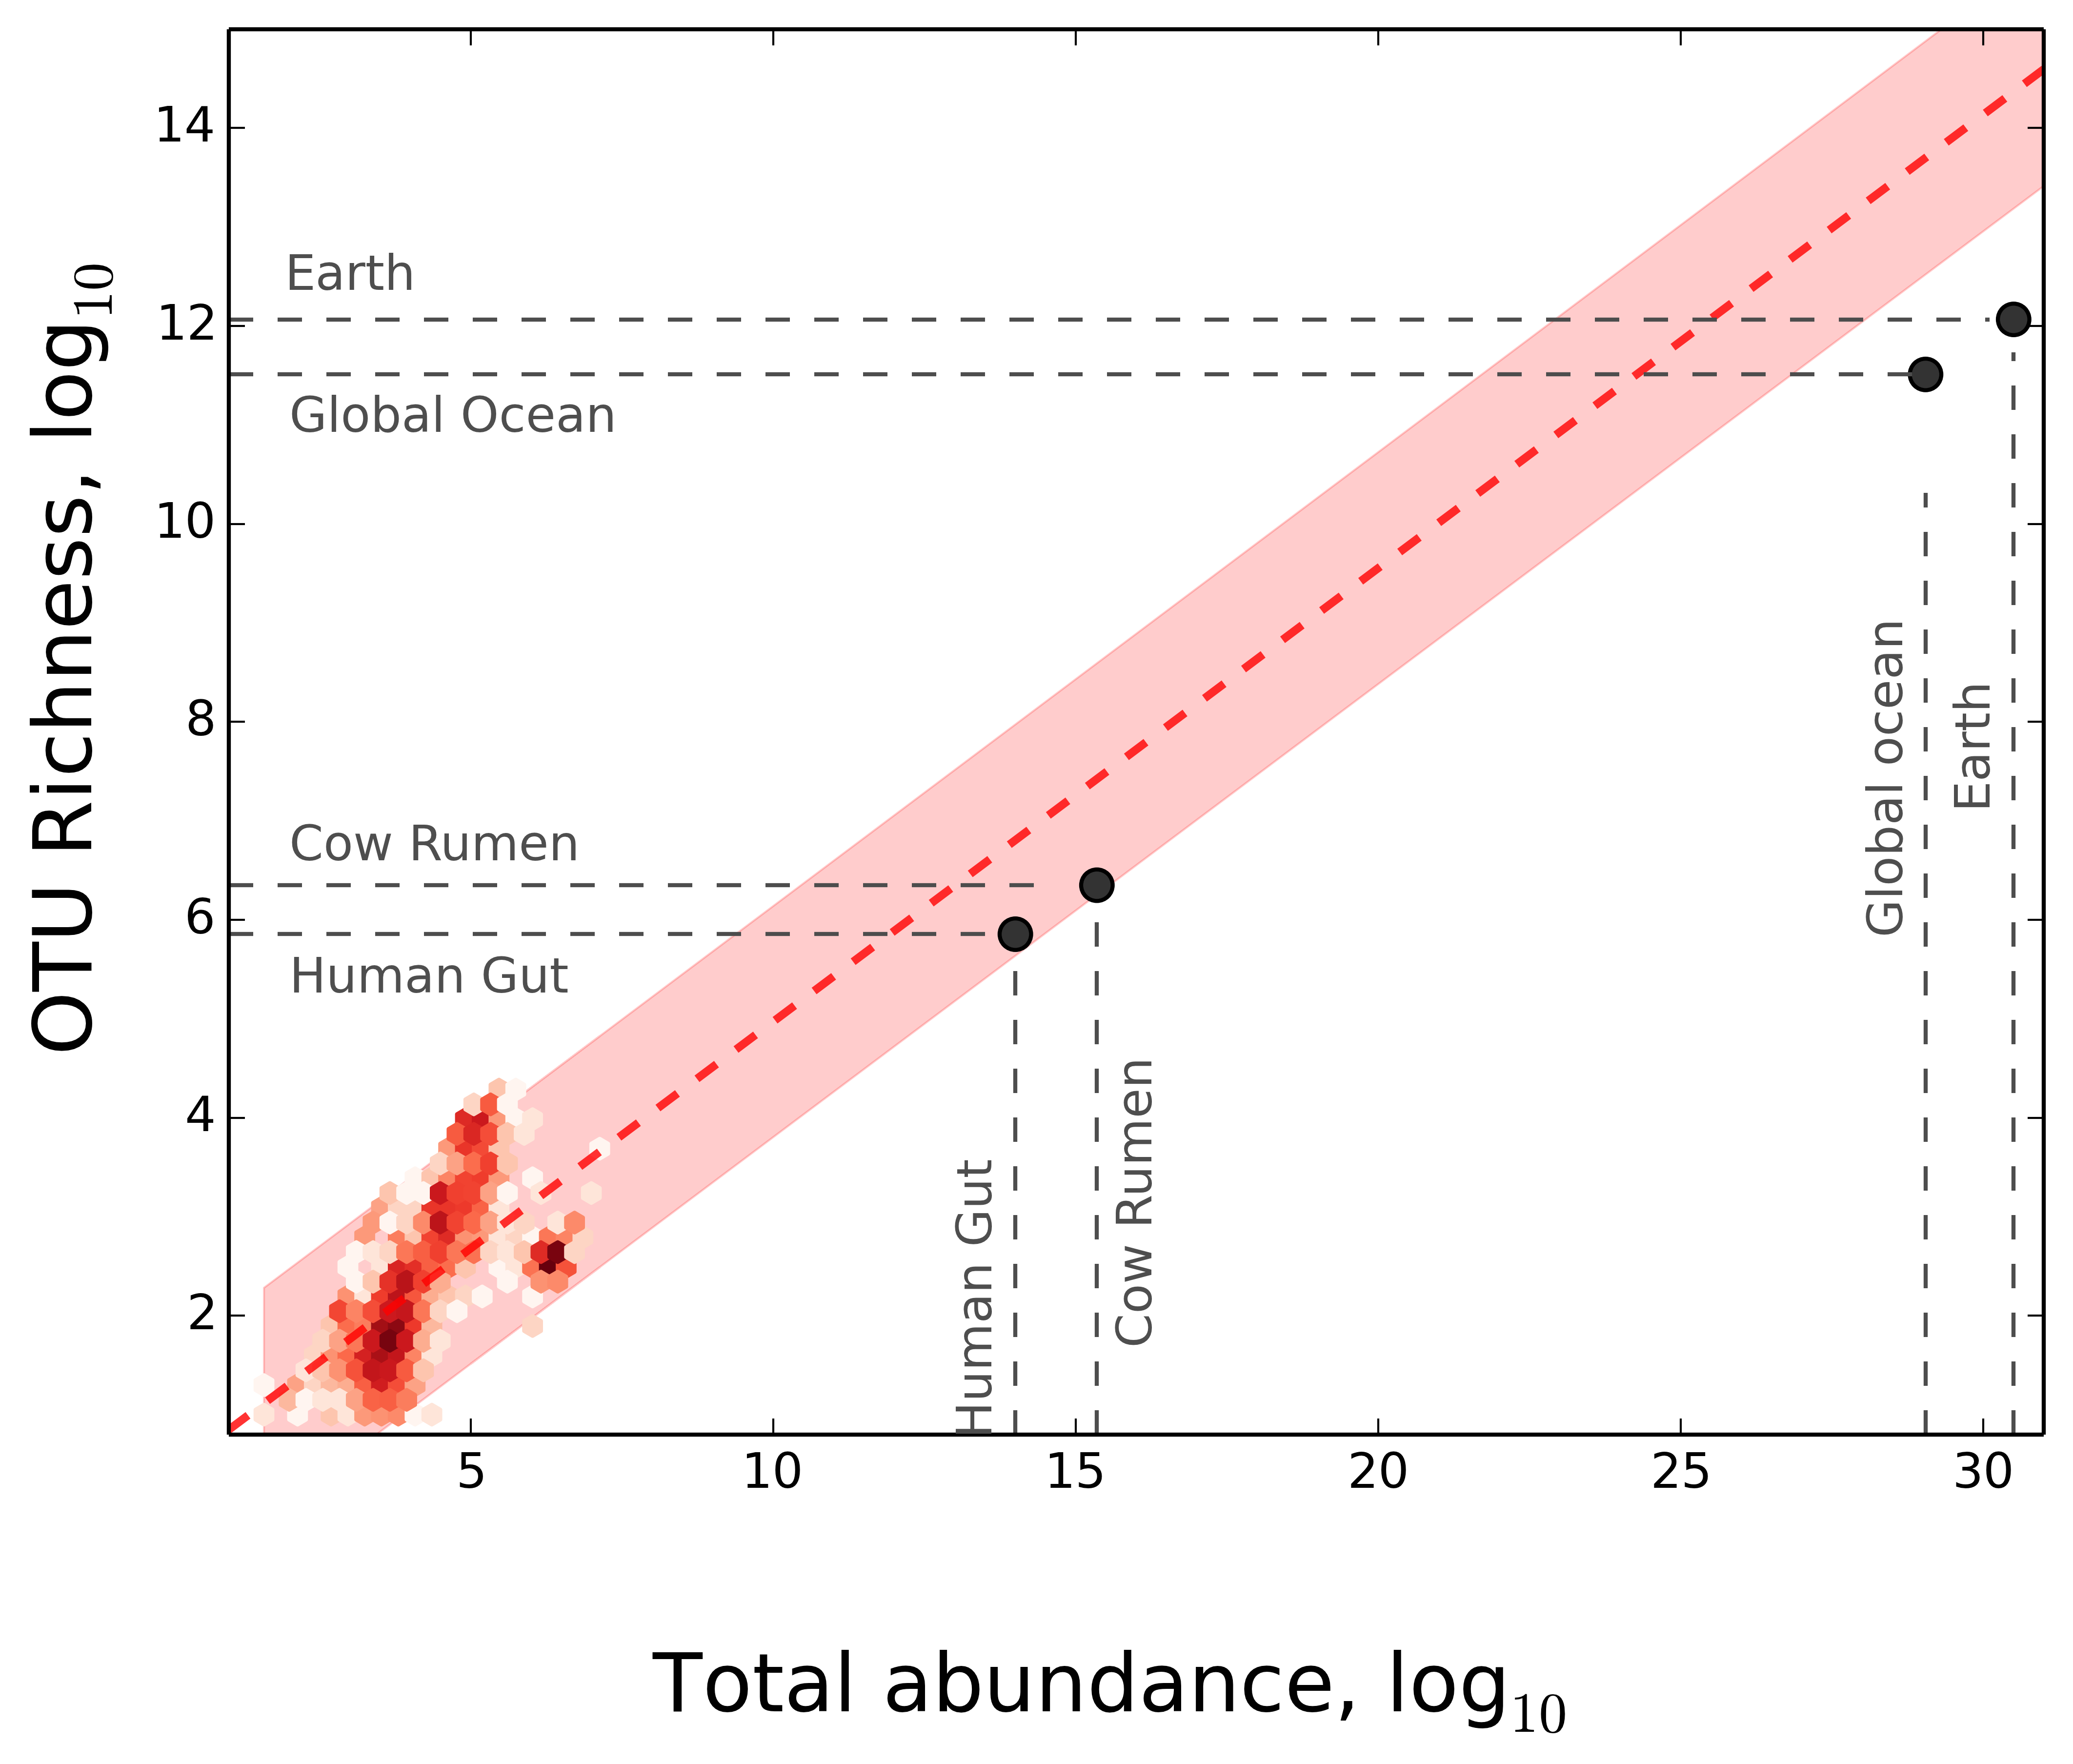 OTU Richness, log10
14
12
10
8
6
4
2
Earth
Global Ocean
Cow Rumen
Human Gut
Human Gut
Cow Rumen
Global ocean
Earth
5
10
15
20
25
30
Total abundance, log10